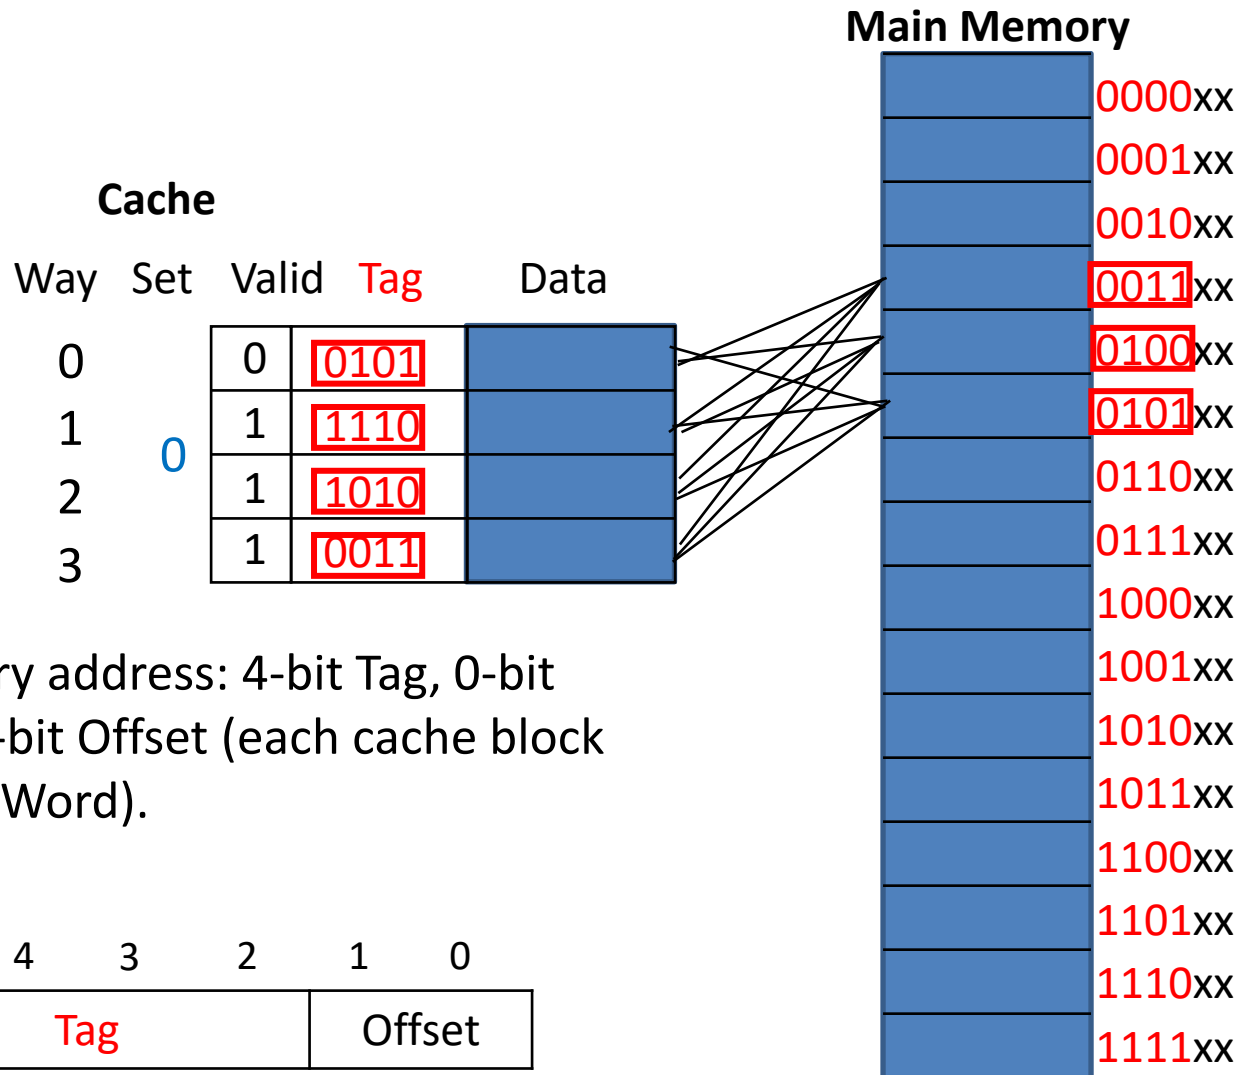 Main Memory
0000xx
0001xx
0010xx
0011xx
0100xx
0101xx
0110xx
0111xx
1000xx
1001xx
1010xx
1011xx
1100xx
1101xx
1110xx
1111xx
Cache
Way Set Valid Tag Data
0 0 0101
1 1 1110
0
2 1 1010
3 1 0011
ry address: 4-bit Tag, 0-bit
-bit Offset (each cache block
Word).
4 3 2 1 0
Tag Offset